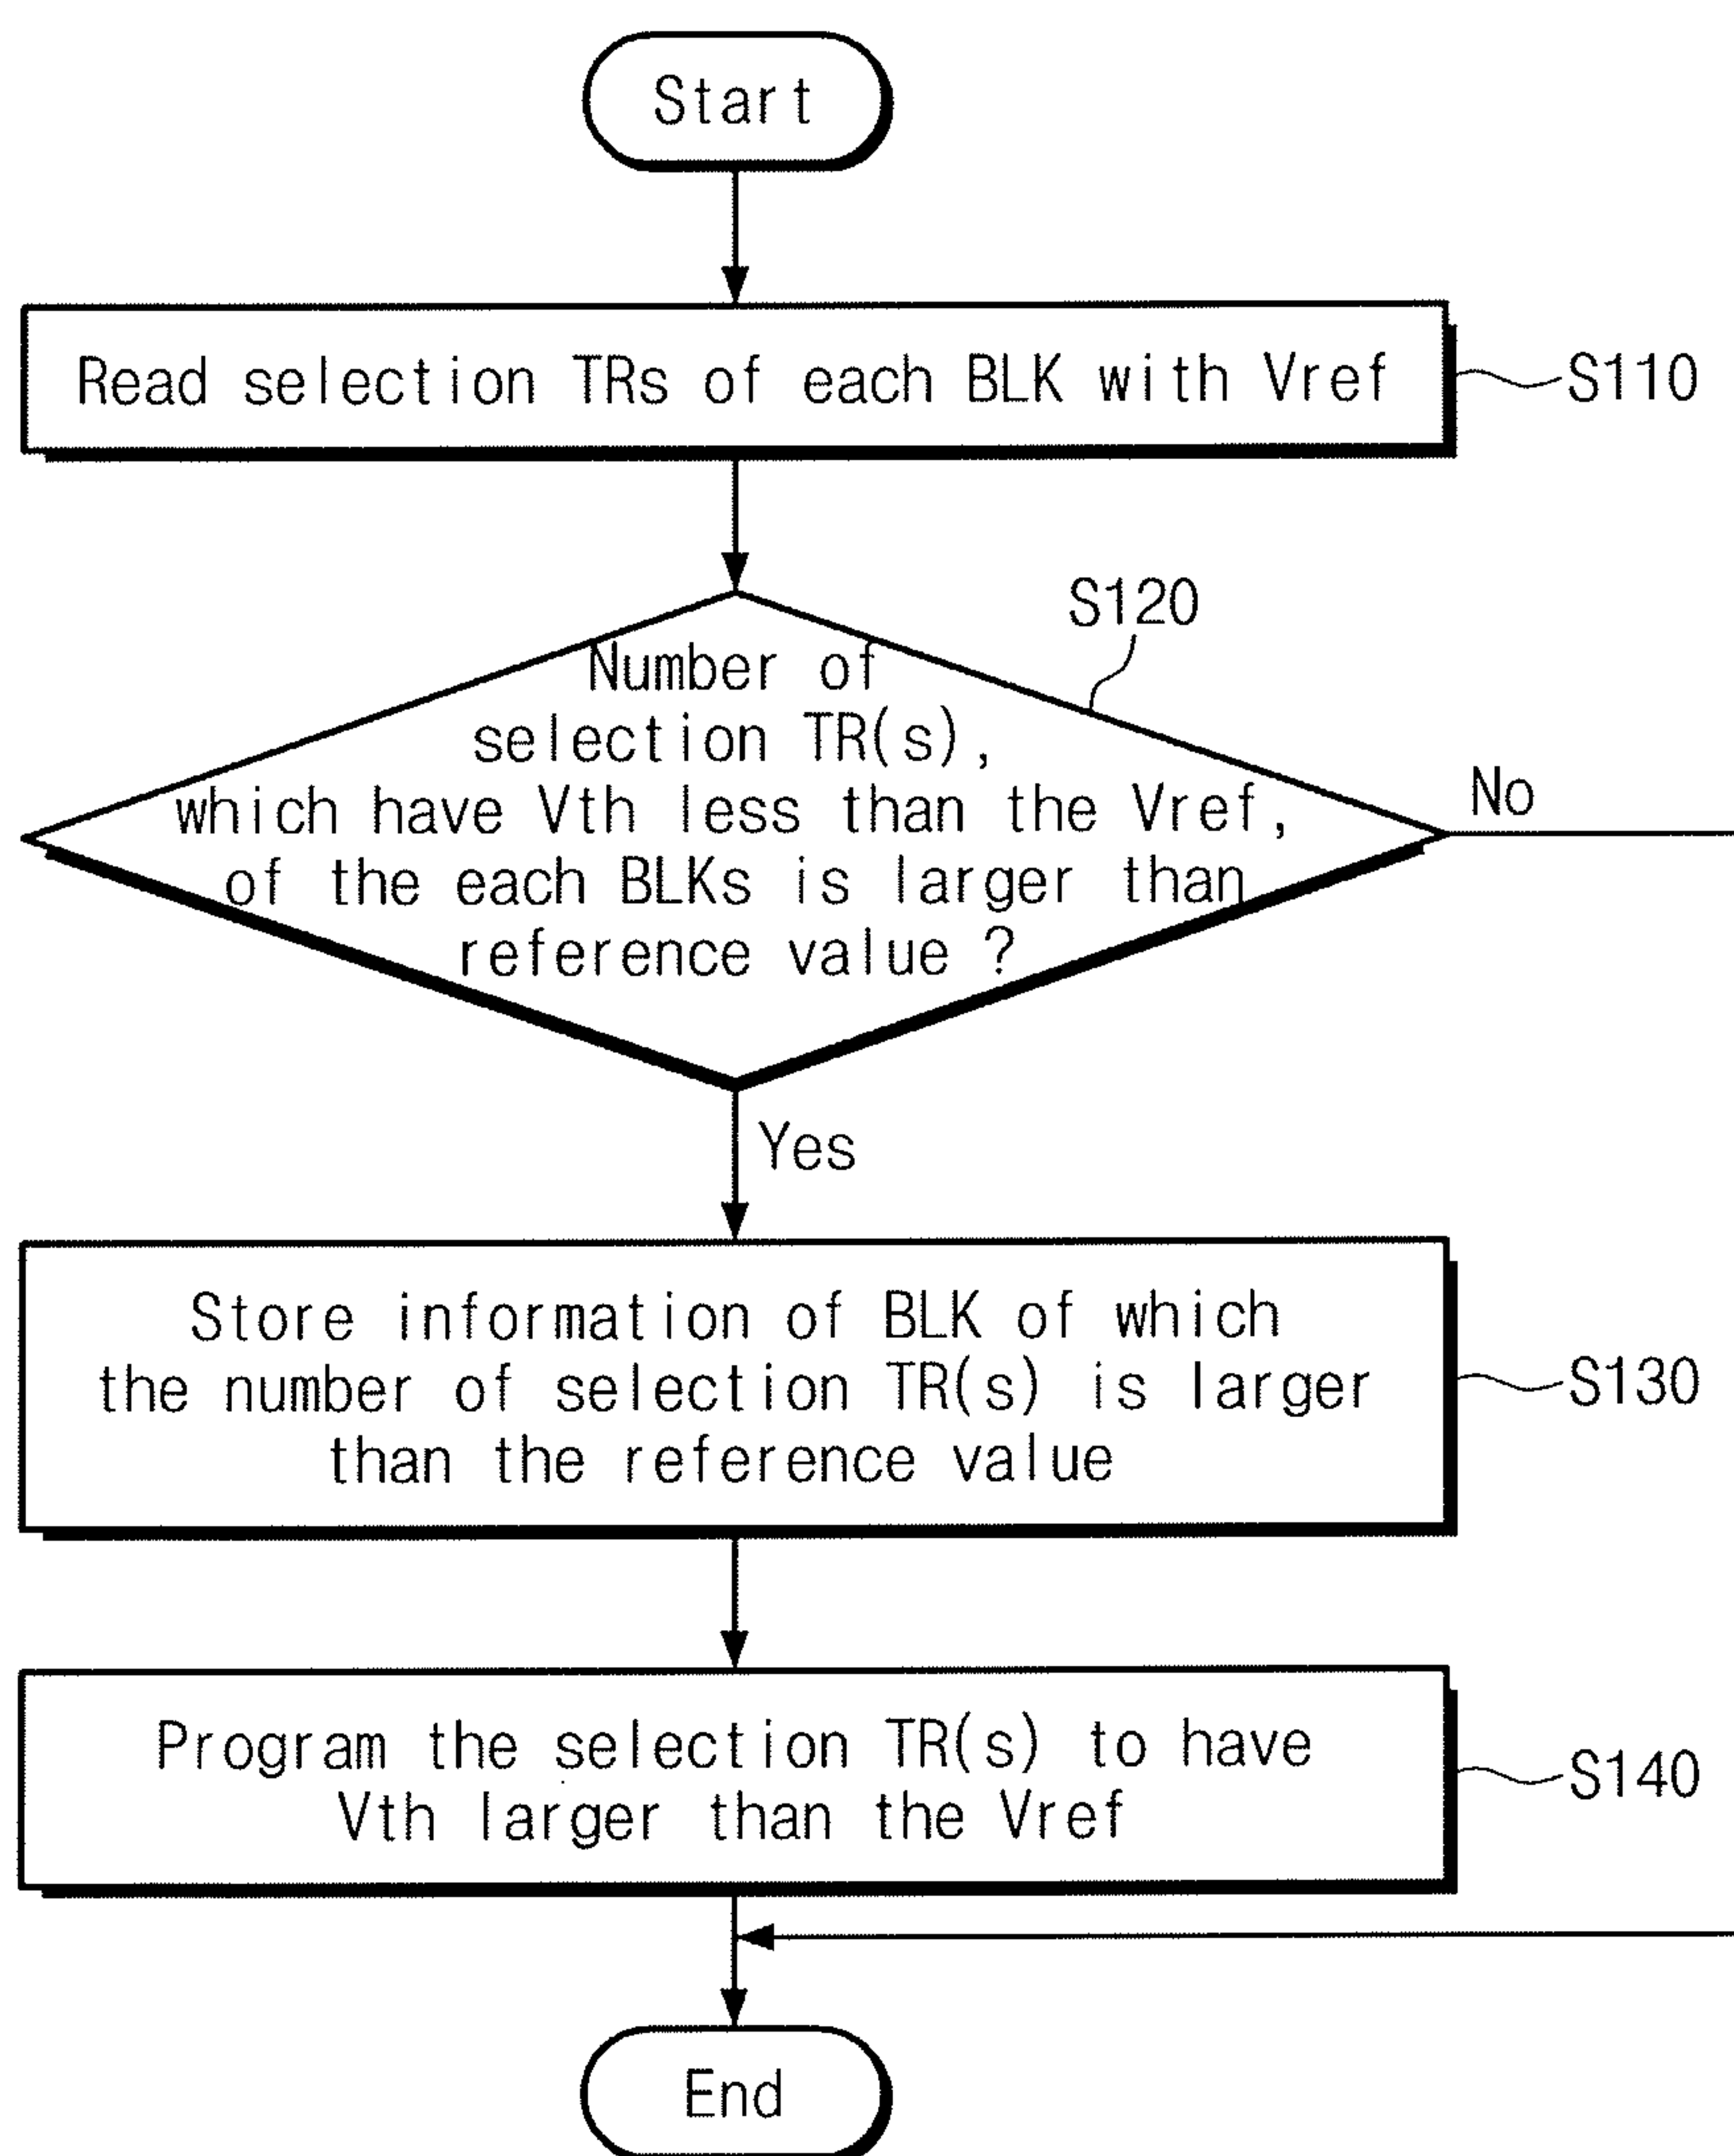 Start
Read selection TRs of each BLK with Vref
S110
S120
Number of
selection TR(s),
which have Vth less than the Vref,
of the each BLKs is larger than
reference value ?
No
Yes
Store information of BLK of which
the number of selection TR(s) is larger
than the reference value
S130
Program the selection TR(s) to have
Vth larger than the Vref
S140
End